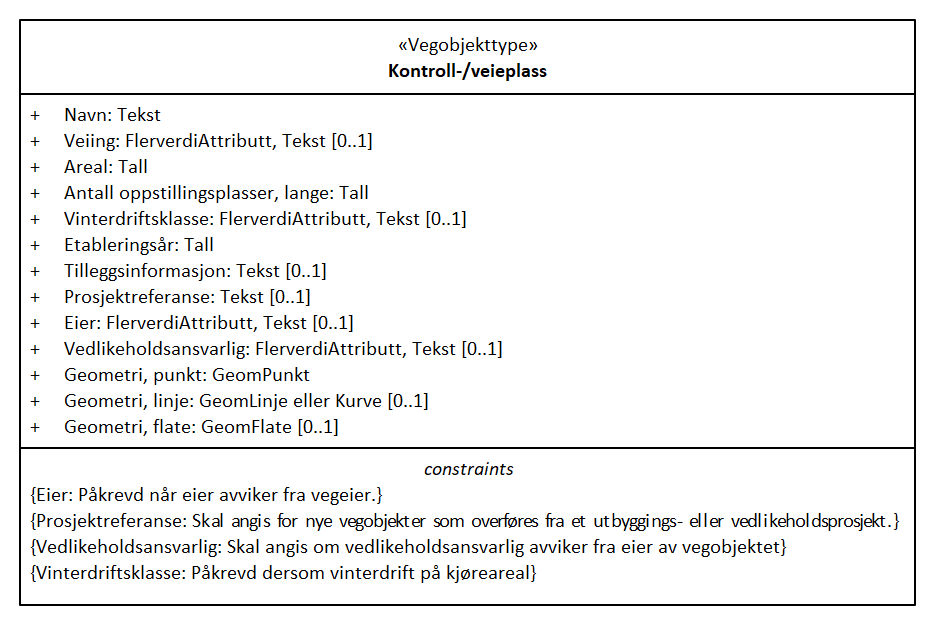 «Vegobjekttype»
Kontroll-/veieplass
+ Navn: Tekst
+ Veiing: FlerverdiAttributt, Tekst [0..1]
+ Areal: Tall
+ Antall oppstillingsplasser, lange: Tall
+ Vinterdriftsklasse: FlerverdiAttributt, Tekst [0..1]
+ Etableringsår: Tall
+ Tilleggsinformasjon: Tekst [0..1]
+ Prosjektreferanse: Tekst [0..1]
+ Eier: FlerverdiAttributt, Tekst [0..1]
+ Vedlikeholdsansvarlig: FlerverdiAttributt, Tekst [0..1]
+ Geometri, punkt: GeomPunkt
+ Geometri, linje: GeomLinje eller Kurve [0..1]
+ Geometri, flate: GeomFlate [0..1]
constraints
{Eier: Påkrevd når eier avviker fra vegeier.}
{Prosjektreferanse: Skal angis for nye vegobjekter som overføres fra et utbyggings- eller vedlikeholdsprosjekt.}
{Vedlikeholdsansvarlig: Skal angis om vedlikeholdsansvarlig avviker fra eier av vegobjektet}
{Vinterdriftsklasse: Påkrevd dersom vinterdrift på kjøreareal}